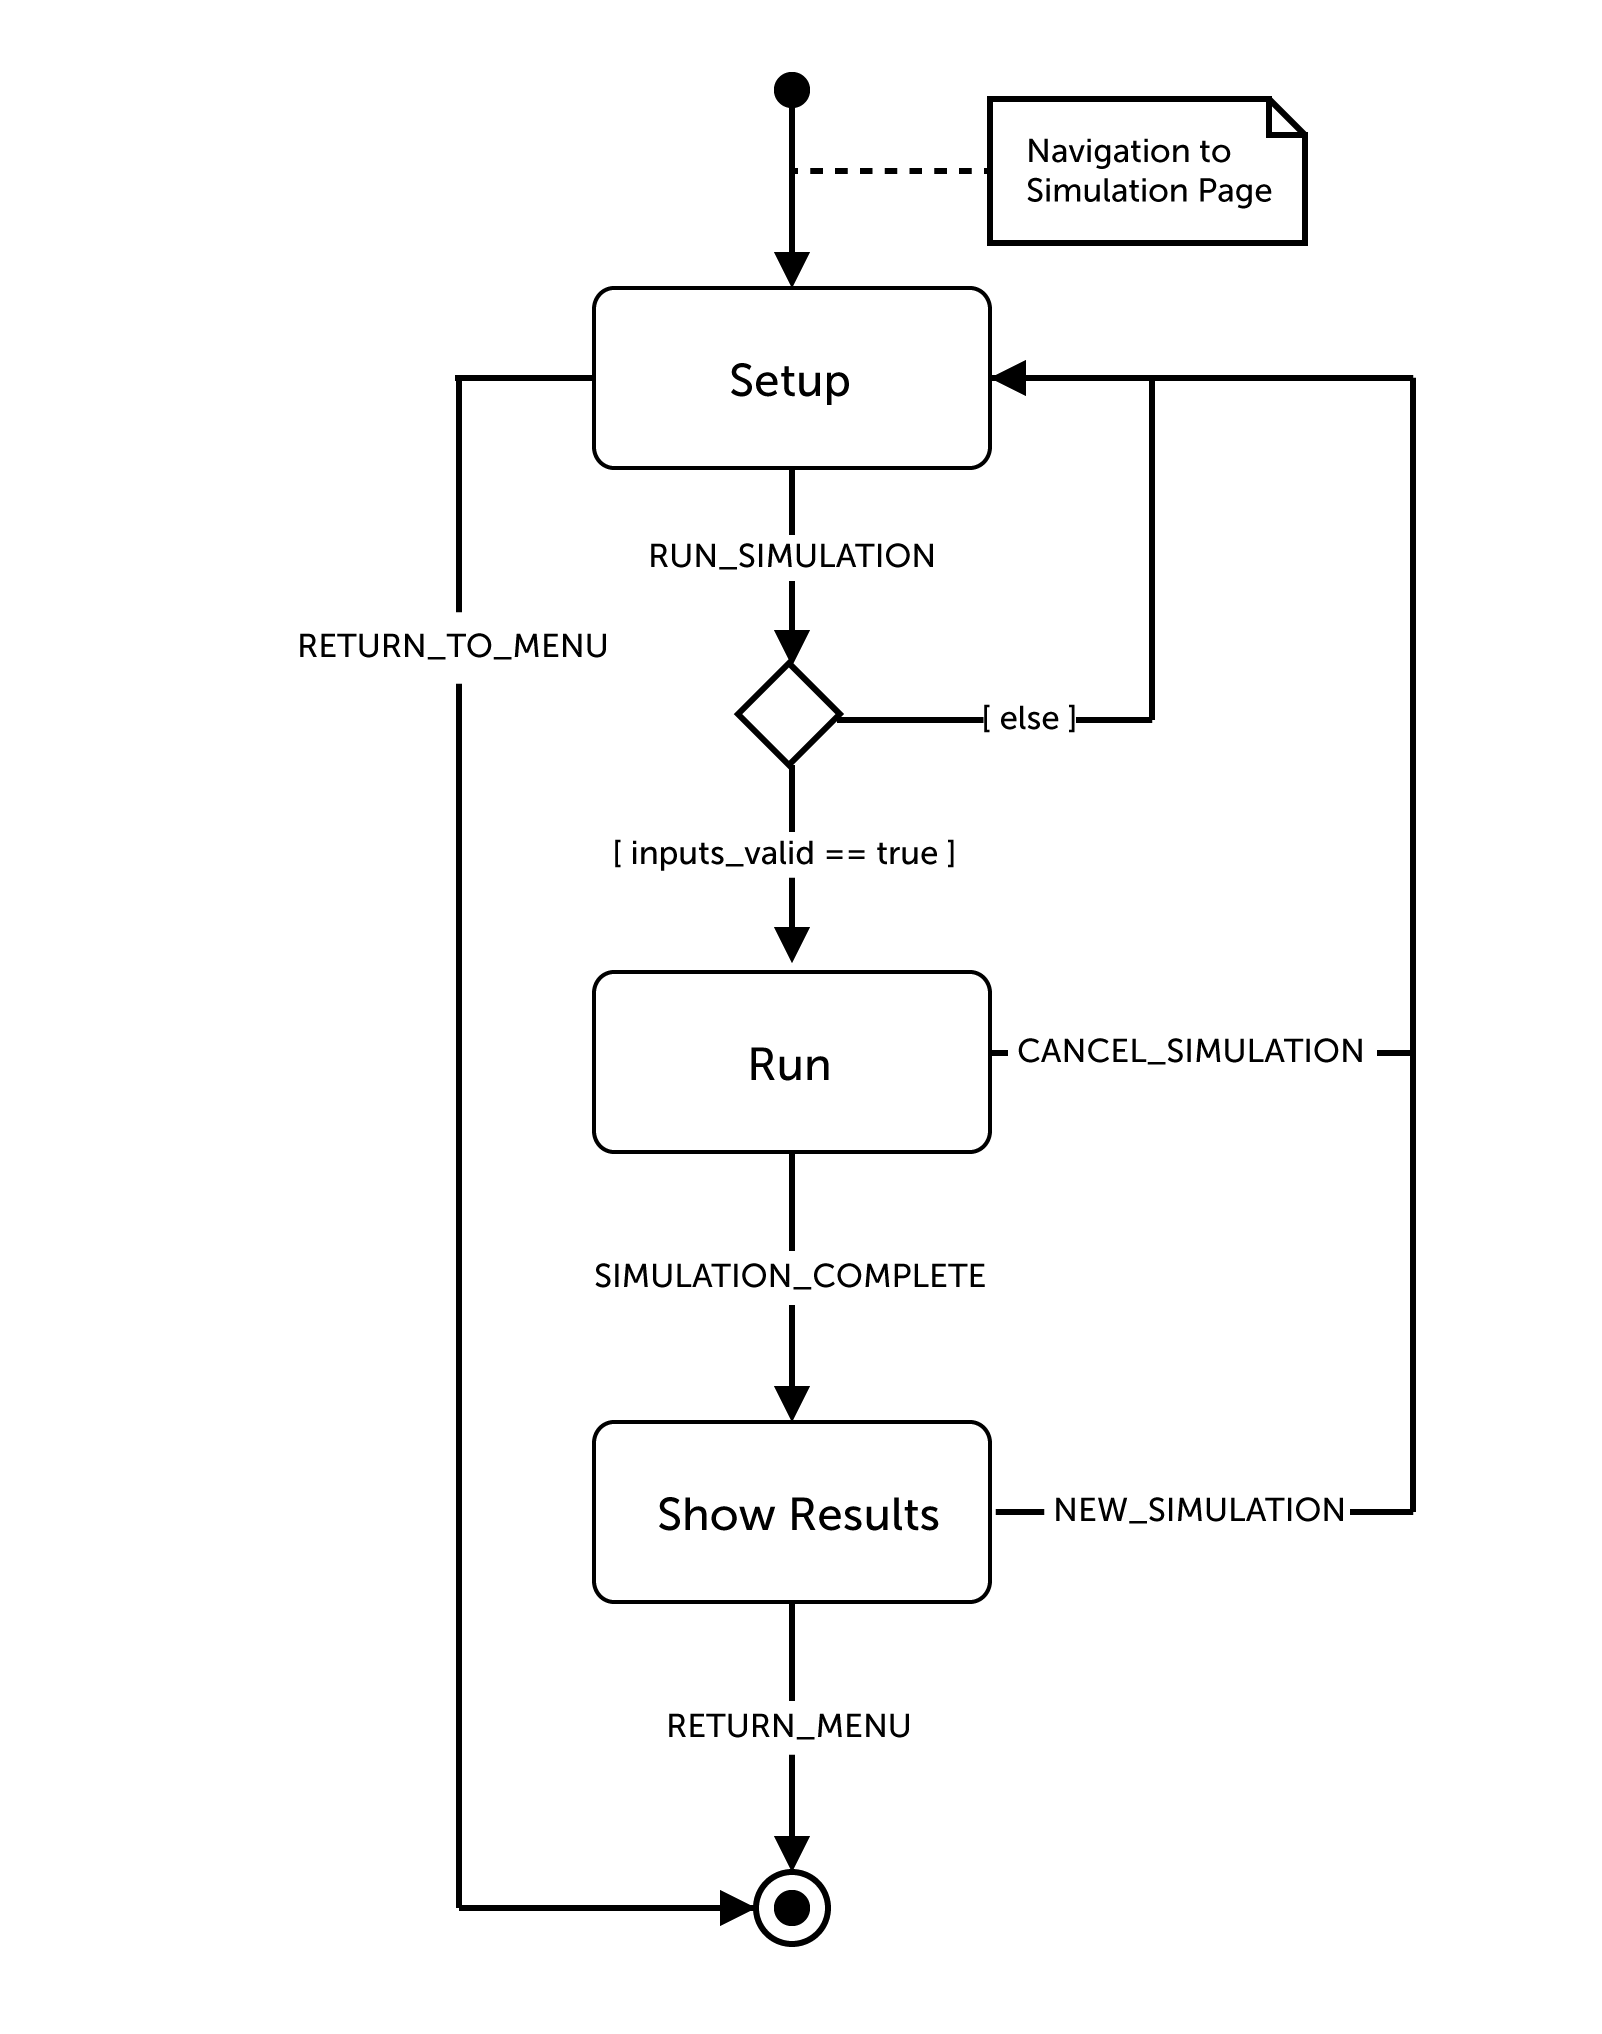 Navigation to
Simulation Page
Setup
RUN_SIMULATION
RETURN_TO_MENU
[ else ]
[ inputs_valid == true ]
Run
CANCEL_SIMULATION
SIMULATION_COMPLETE
Show Results
NEW_SIMULATION
RETURN_MENU